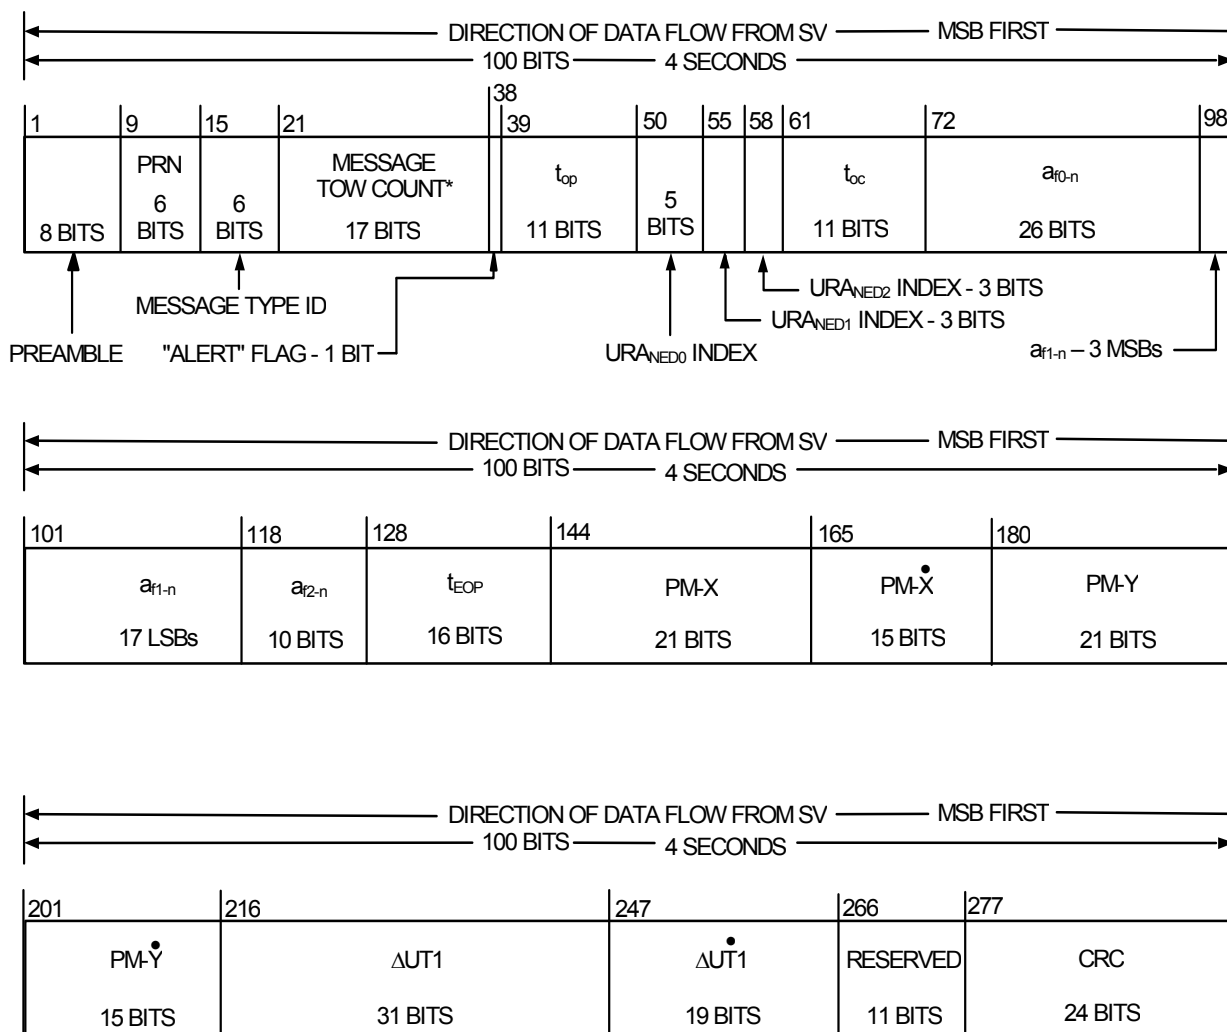 DIRECTION OF DATA FLOW FROM SV MSB FIRST
100 BITS 4 SECONDS
38
1 9 15 21 39 50 55 58 61 72 98
PRN MESSAGE t_op t_oc a_f0-n
TOW COUNT*
6 6 5
8 BITS BITS BITS 17 BITS 11 BITS BITS 11 BITS 26 BITS
URA_NED2 INDEX - 3 BITS
MESSAGE TYPE ID
URA_NED1 INDEX - 3 BITS
PREAMBLE "ALERT" FLAG - 1 BIT URA_NED0 INDEX a_f1-n – 3 MSBs
DIRECTION OF DATA FLOW FROM SV MSB FIRST
100 BITS 4 SECONDS
101 118 128 144 165 180
a_f1-n a_f2-n t_EOP PM-X PM-Ẋ PM-Y
17 LSBs 10 BITS 16 BITS 21 BITS 15 BITS 21 BITS
DIRECTION OF DATA FLOW FROM SV MSB FIRST
100 BITS 4 SECONDS
201 216 247 266 277
PM-Ẏ ΔUT1 ΔU̇T1 RESERVED CRC
15 BITS 31 BITS 19 BITS 11 BITS 24 BITS